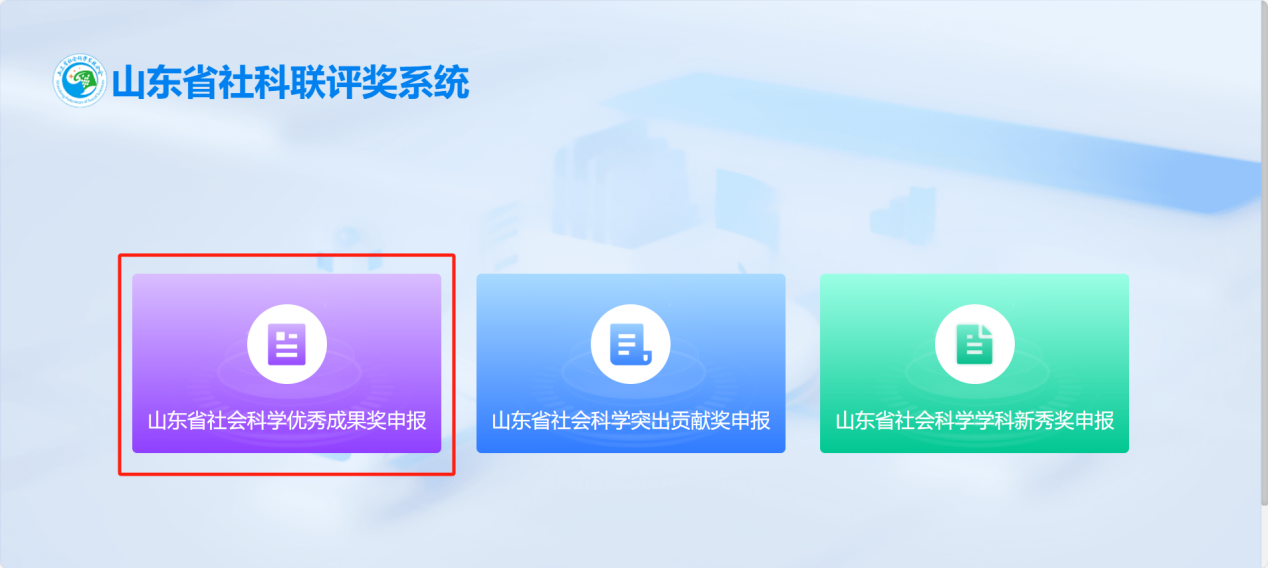 山东省社科联评奖系统
山东省社会科学优秀成果奖申报
山东省社会科学突出贡献奖申报
山东省社会科学学科新秀奖申报